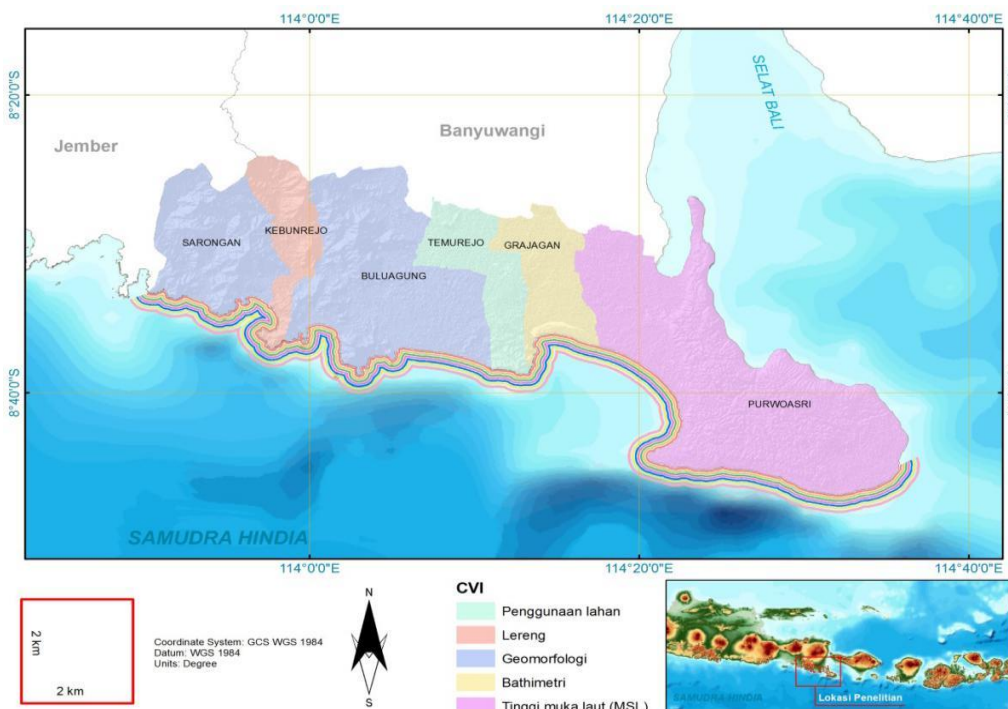 114°0'0"E
114°20'0"E
114°40'0"E
8°20'0"S
SELAT BALI
Banyuwangi
Jember
KEBUNREJO
SARONGAN
TEMUREJO
GRAJAGAN
BULUAGUNG
8°40'0"S
PURWOASRI
SAMUDRA HINDIA
114°0'0"E
114°20'0"E
114°40'0"E
2 km
2 km
Coordinate System: GCS WGS 1984
Datum: WGS 1984
Units: Degree
N
S
CVI
Penggunaan lahan
Lereng
Geomorfologi
Bathimetri
Tinggi muka laut (MSL)
SAMUDRA HINDIA
Lokasi Penelitian